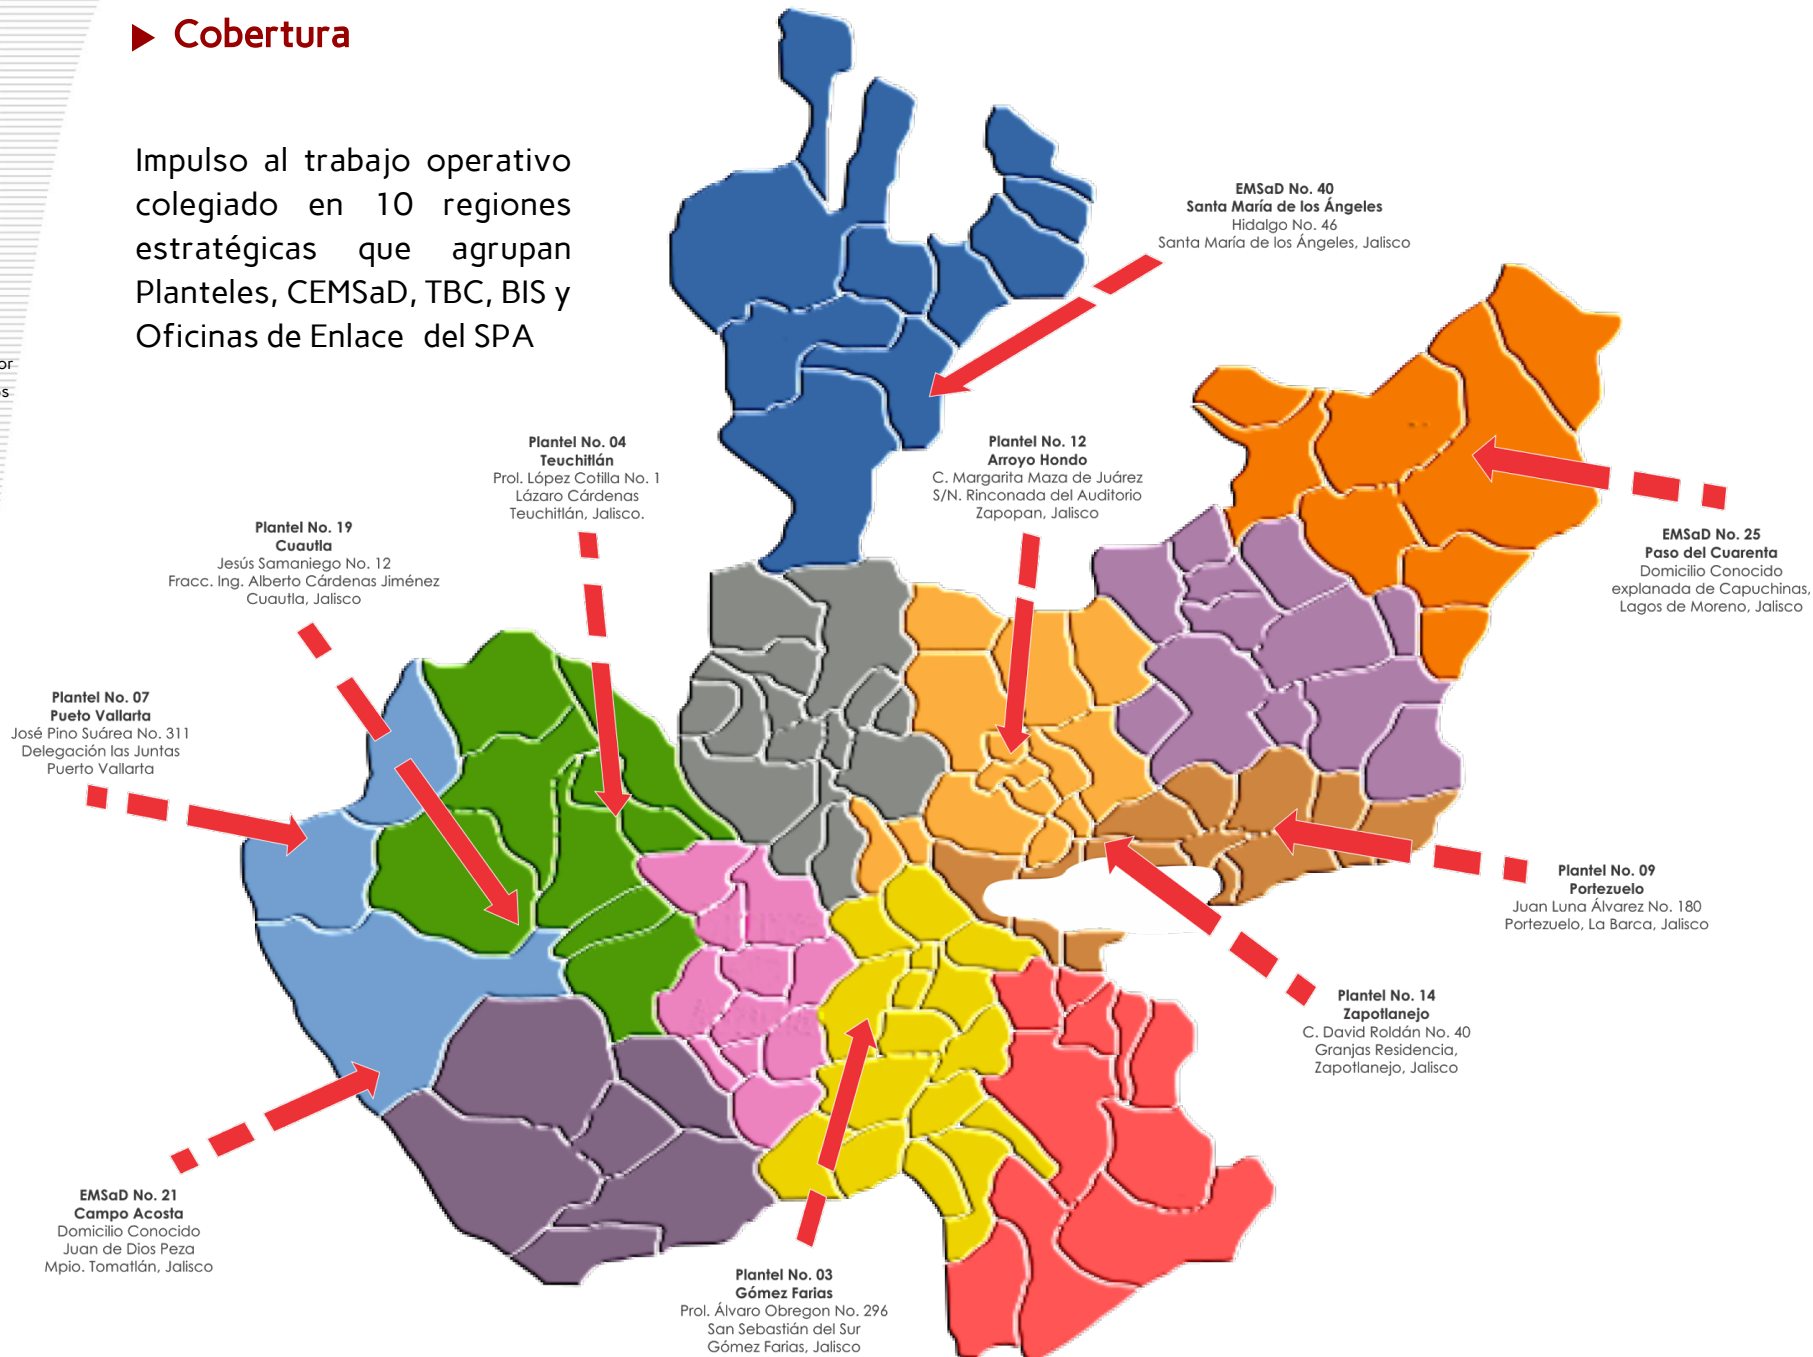 Cobertura
Impulso al trabajo operativo
colegiado en 10 regiones
estratégicas que agrupan
Planteles, CEMSaD, TBC, BIS y
Oficinas de Enlace del SPA
or
os
EMSaD No. 40
Santa María de los Ángeles
Hidalgo No. 46
Santa María de los Ángeles, Jalisco
Plantel No. 04
Teuchitlán
Prol. López Cotilla No. 1
Lázaro Cárdenas
Teuchitlán, Jalisco.
Plantel No. 12
Arroyo Hondo
C. Margarita Maza de Juárez
S/N. Rinconada del Auditorio
Zapopan, Jalisco
Plantel No. 19
Cuautla
Jesús Samaniego No. 12
Fracc. Ing. Alberto Cárdenas Jiménez
Cuautla, Jalisco
EMSaD No. 25
Paso del Cuarenta
Domicilio Conocido
explanada de Capuchinas,
Lagos de Moreno, Jalisco
Plantel No. 07
Pueto Vallarta
José Pino Suárea No. 311
Delegación las Juntas
Puerto Vallarta
Plantel No. 09
Portezuelo
Juan Luna Álvarez No. 180
Portezuelo, La Barca, Jalisco
Plantel No. 14
Zapotlanejo
C. David Roldán No. 40
Granjas Residencia,
Zapotlanejo, Jalisco
EMSaD No. 21
Campo Acosta
Domicilio Conocido
Juan de Dios Peza
Mpio. Tomatlán, Jalisco
Plantel No. 03
Gómez Farias
Prol. Álvaro Obregon No. 296
San Sebastián del Sur
Gómez Farias, Jalisco